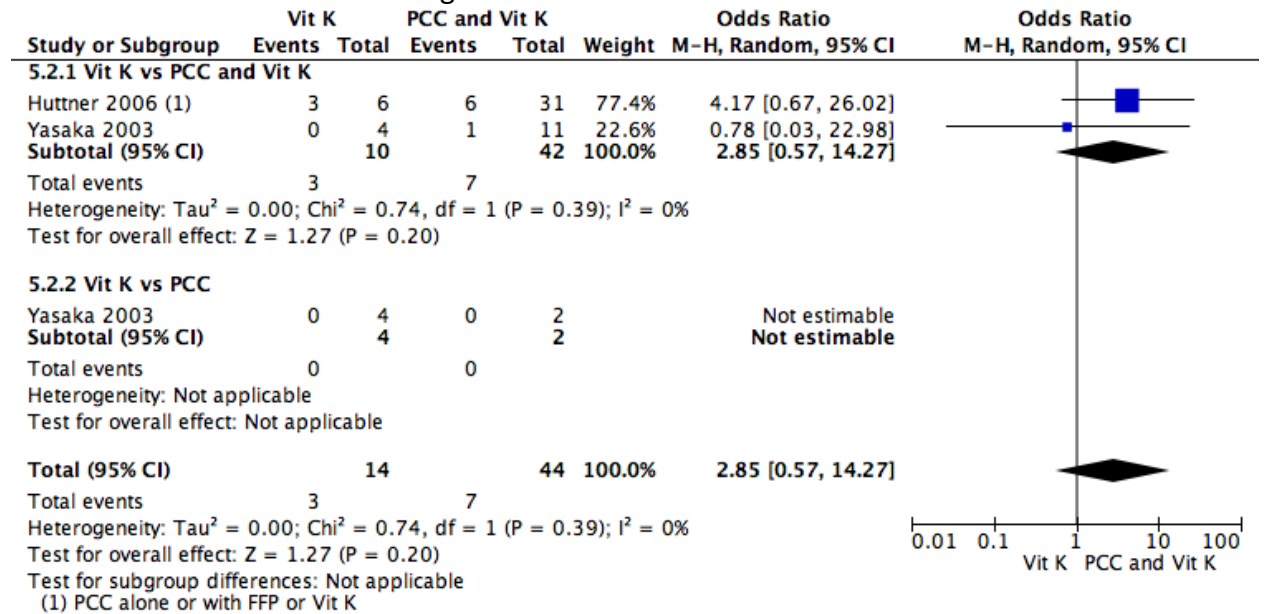 Vit K PCC and Vit K Odds Ratio Odds Ratio
Study or Subgroup Events Total Events Total Weight M-H, Random, 95% CI M-H, Random, 95% CI
5.2.1 Vit K vs PCC and Vit K
Huttner 2006 (1) 3 6 6 31 77.4% 4.17 [0.67, 26.02]
Yasaka 2003 0 4 1 11 22.6% 0.78 [0.03, 22.98]
Subtotal (95% CI) 10 42 100.0% 2.85 [0.57, 14.27]
Total events 3 7
Heterogeneity: Tau² = 0.00; Chi² = 0.74, df = 1 (P = 0.39); I² = 0%
Test for overall effect: Z = 1.27 (P = 0.20)
5.2.2 Vit K vs PCC
Yasaka 2003 0 4 0 2 Not estimable
Subtotal (95% CI) 4 2 Not estimable
Total events 0 0
Heterogeneity: Not applicable
Test for overall effect: Not applicable
Total (95% CI) 14 44 100.0% 2.85 [0.57, 14.27]
Total events 3 7
Heterogeneity: Tau² = 0.00; Chi² = 0.74, df = 1 (P = 0.39); I² = 0%
Test for overall effect: Z = 1.27 (P = 0.20)
Test for subgroup differences: Not applicable
(1) PCC alone or with FFP or Vit K
0.01 0.1 1 10 100
Vit K PCC and Vit K